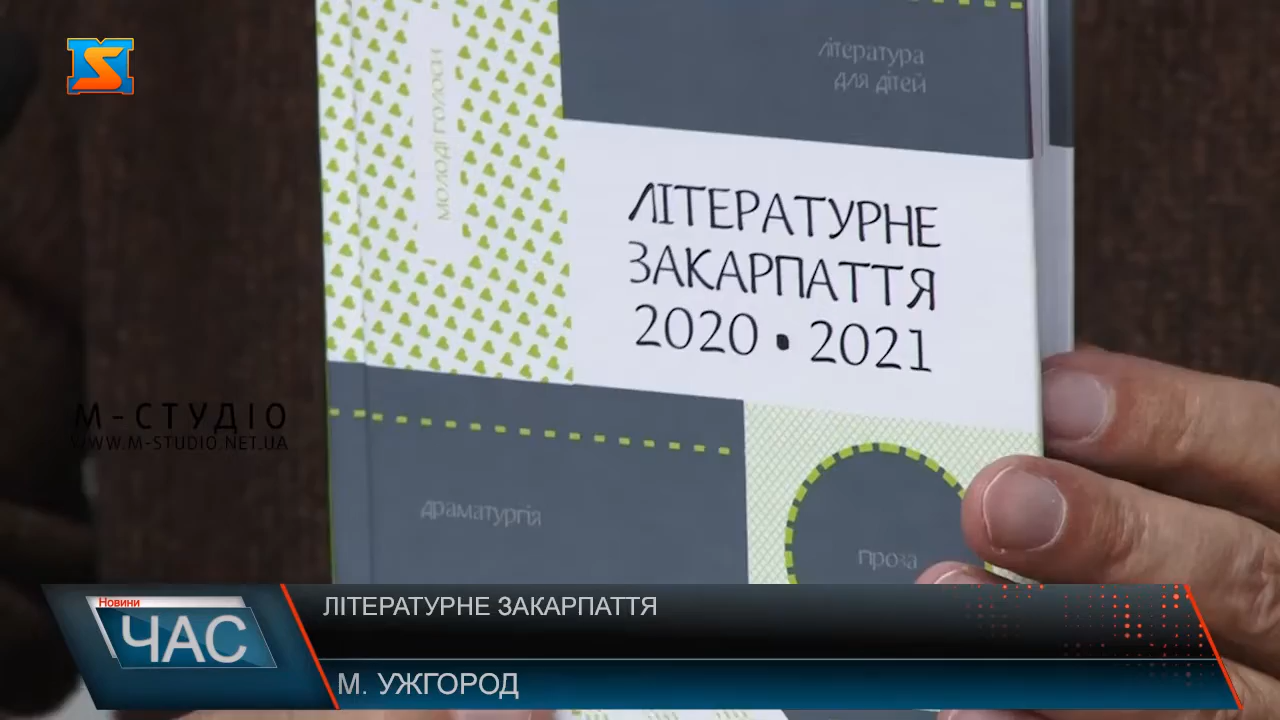 література
для дітей
МОЛОДІ ГОЛОСИ
ЛІТЕРАТУРНЕ
ЗАКАРПАТТЯ
2020 • 2021
М-СТУДІО
WWW.M-STUDIO.NET.UA
драматургія
проза
Новини
ЧАС
ЛІТЕРАТУРНЕ ЗАКАРПАТТЯ
М. УЖГОРОД